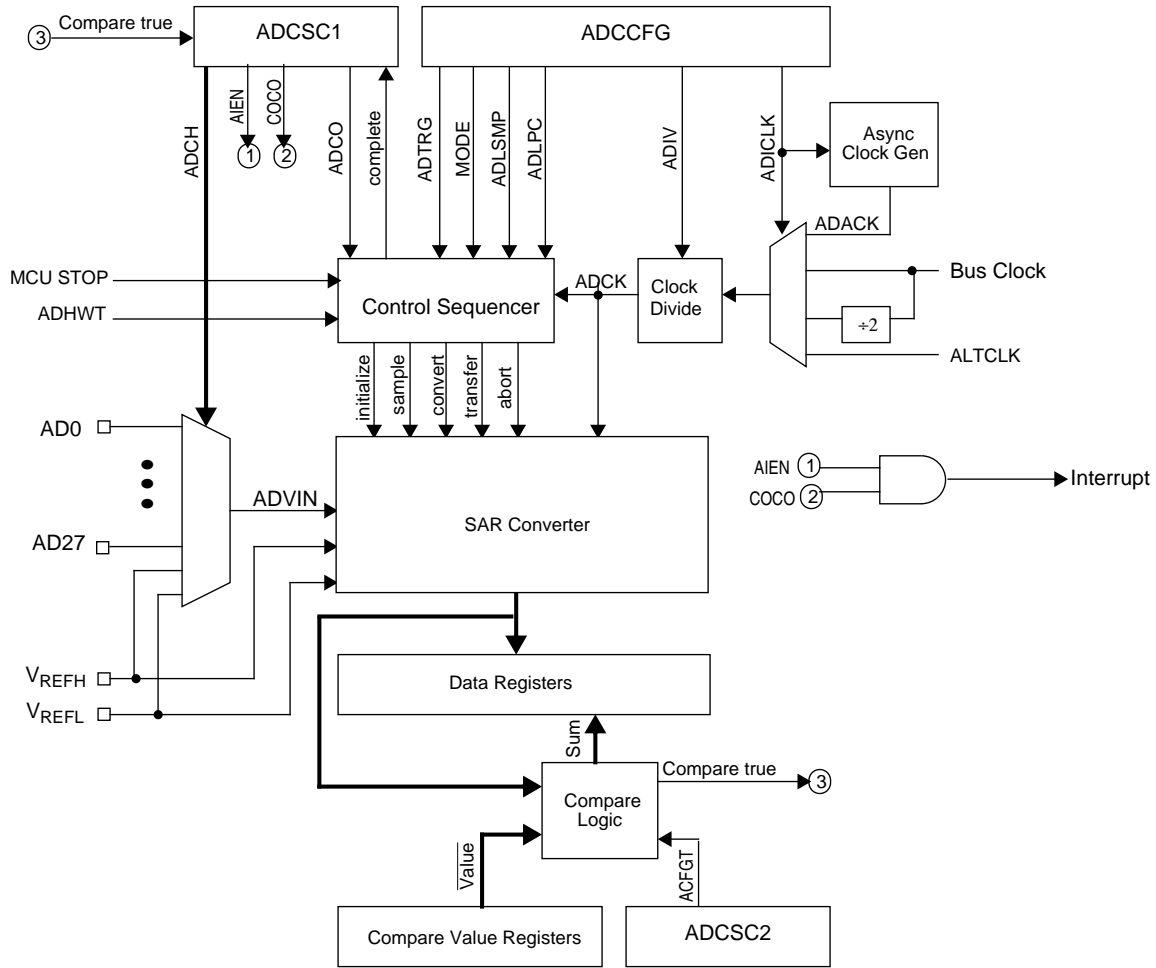 3
Compare true
ADCSC1
ADCCFG
ADCH
AIEN
COCO
1
2
ADCO
complete
ADTRG
MODE
ADLSMP
ADLPC
ADIV
ADICLK
Async
Clock Gen
ADACK
MCU STOP
ADHWT
Control Sequencer
ADCK
Clock
Divide
Bus Clock
÷2
ALTCLK
initialize
sample
convert
transfer
abort
AD0
AD27
ADVIN
SAR Converter
AIEN 1
COCO 2
Interrupt
VREFH
VREFL
Data Registers
Sum
Compare true
3
Compare
Logic
Value
ACFGT
Compare Value Registers
ADCSC2